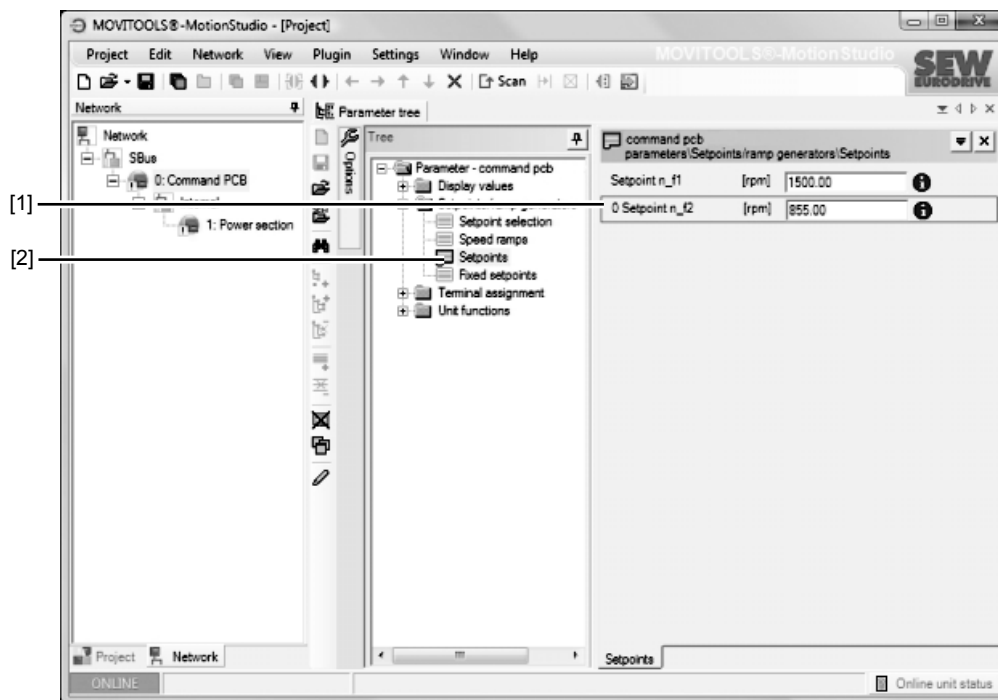 MOVITOOLS®-MotionStudio - [Project]
Project Edit Network View Plugin Settings Window Help
MOVITOOLS®-MotionStudio
SEW
EURODRIVE
Scan
Network
Parameter tree
Network
SBus
0: Command PCB
1: Power section
Options
Tree
Parameter - command pcb
Display values
Setpoint selection
Speed ramps
Setpoints
Fixed setpoints
Terminal assignment
Unit functions
command pcb
parameters\Setpoints/ramp generators\Setpoints
Setpoint n_f1 [rpm] 1500.00
0 Setpoint n_f2 [rpm] 855.00
[1]
[2]
Project Network
Setpoints
ONLINE
Online unit status